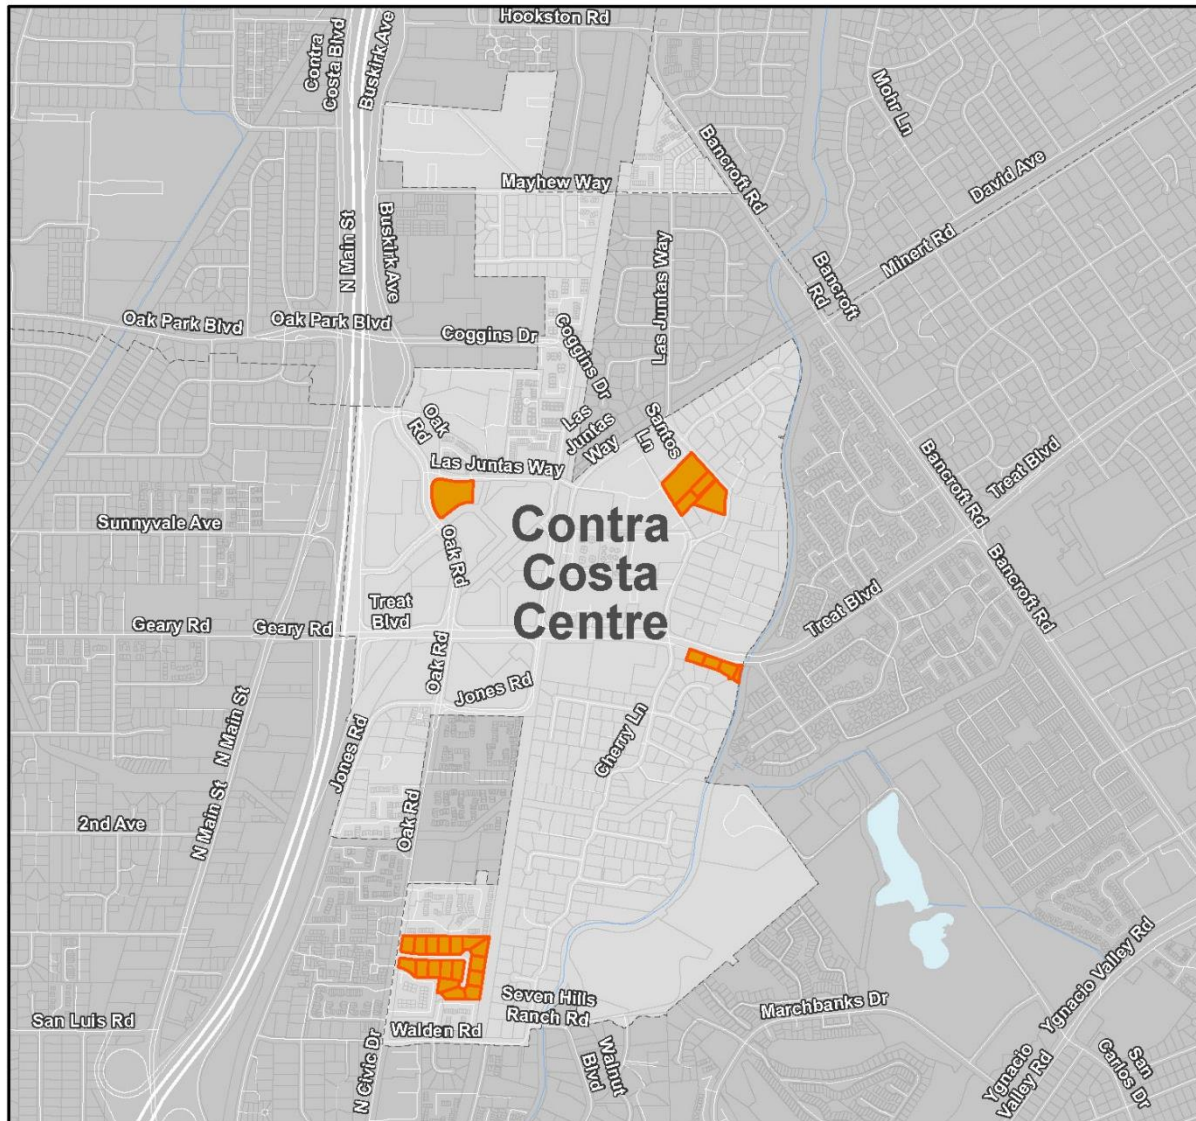 Hookston Rd
Contra
Costa Blvd
Buskirk Ave
Mohr Ln
Bancroft Rd
David Ave
Mayhew Way
N Main St
Buskirk Ave
Las Juntas Way
Minert Rd
Bancroft
Rd
Oak Park Blvd
Oak Park Blvd
Coggins Dr
Coggins Dr
Oak
Rd
Las
Juntas
Way
Santos
Ln
Las Juntas Way
Bancroft Rd
Treat Blvd
Sunnyvale Ave
Oak Rd
Contra
Costa
Centre
Bancroft Rd
Treat
Blvd
Geary Rd
Geary Rd
Treat Blvd
Oak Rd
Jones Rd
N Main St
Jones Rd
Cherry Ln
2nd Ave
N Main St
Oak Rd
Seven Hills
Ranch Rd
Marchbanks Dr
Ygnacio Valley Rd
San Luis Rd
Walden Rd
N Civic Dr
Walnut
Blvd
Ygnacio
Valley Rd
San
Carlos Dr